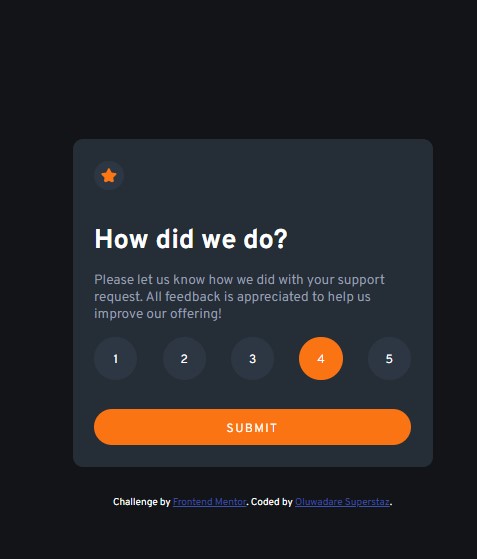 How did we do?
Please let us know how we did with your support
request. All feedback is appreciated to help us
improve our offering!
1 2 3 4 5
SUBMIT
Challenge by Frontend Mentor. Coded by Oluwadare Superstaz.